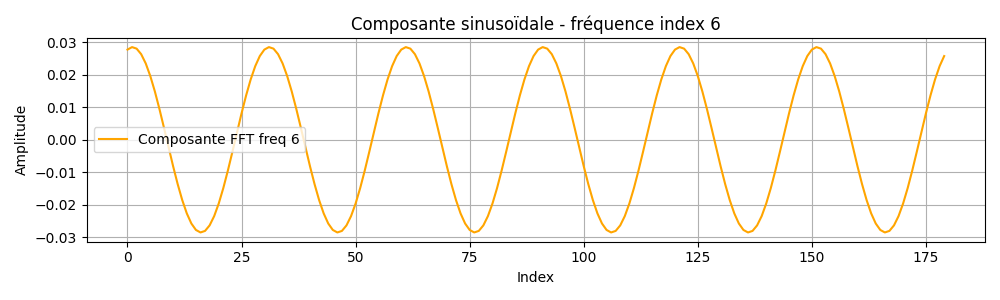 Composante sinusoïdale - fréquence index 6
0.03
0.02
0.01
0.00
−0.01
−0.02
−0.03
Amplitude
Composante FFT freq 6
0 25 50 75 100 125 150 175
Index